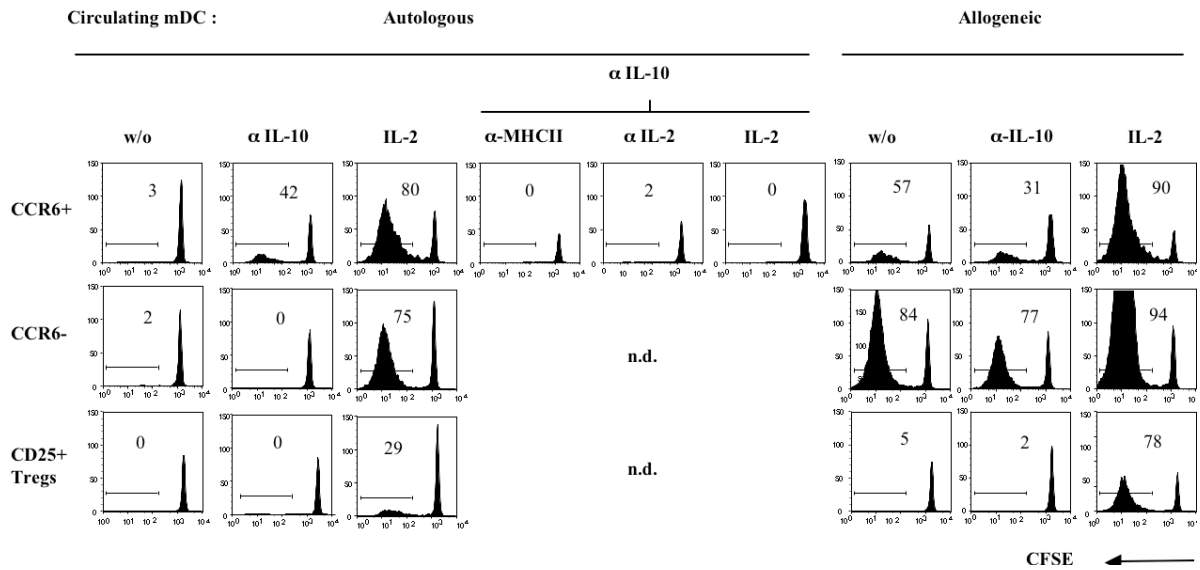 Circulating mDC : Autologous Allogeneic
α IL-10
w/o α IL-10 IL-2 α-MHCII α IL-2 IL-2 w/o α-IL-10 IL-2
CCR6+ 3 42 80 0 2 0 57 31 90
CCR6- 2 0 75 n.d. 84 77 94
CD25+ Tregs 0 0 29 n.d. 5 2 78
CFSE